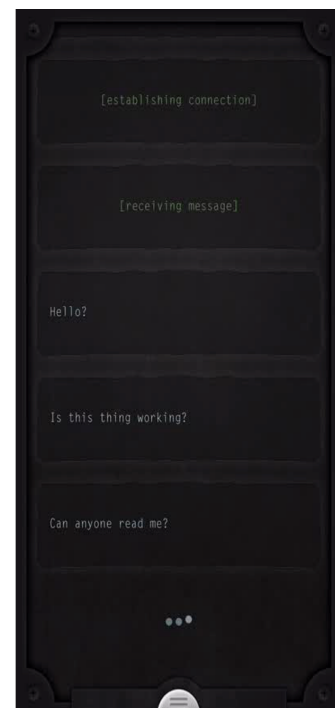 [establishing connection]
[receiving message]
Hello?
Is this thing working?
Can anyone read me?